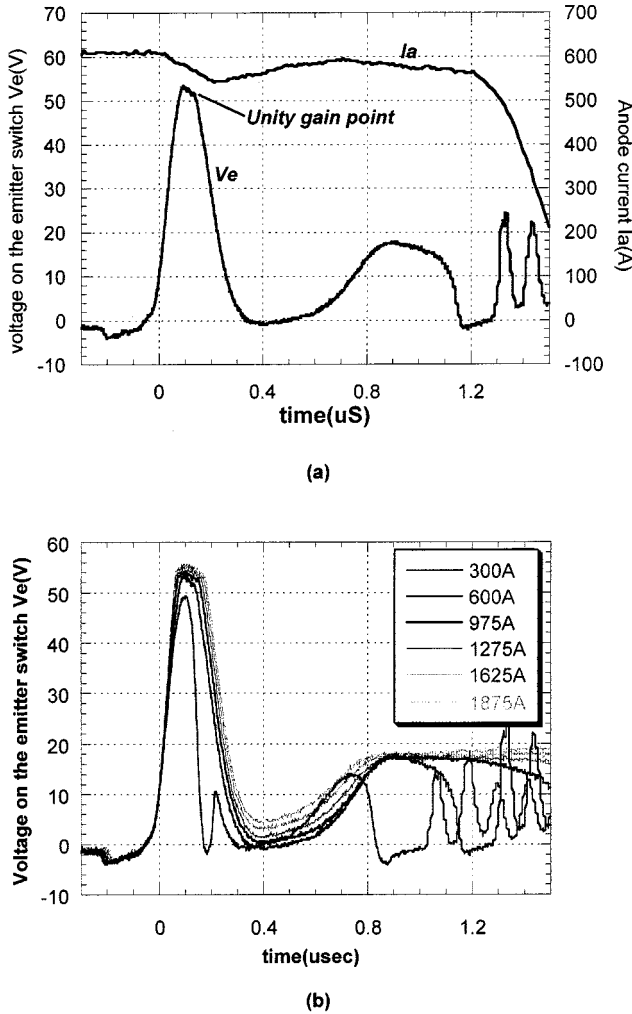 voltage on the emitter switch Ve(V)
70
60
50
40
30
20
10
0
-10
Ia
Unity gain point
Ve
700
600
500
400
300
200
100
0
-100
Anode current Ia(A)
0
0.4
0.8
1.2
time(uS)
(a)
Voltage on the emitter switch Ve(V)
60
50
40
30
20
10
0
-10
300A
600A
975A
1275A
1625A
1875A
0
0.4
0.8
1.2
time(usec)
(b)